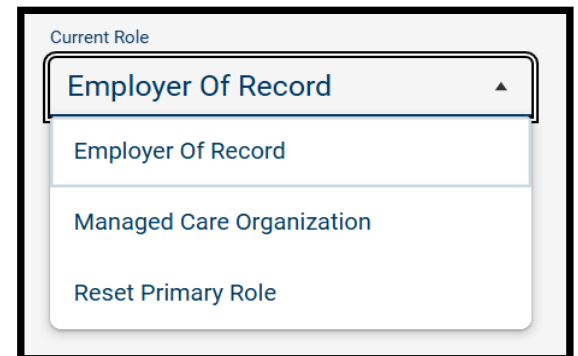 Current Role
Employer Of Record
Employer Of Record
Managed Care Organization
Reset Primary Role